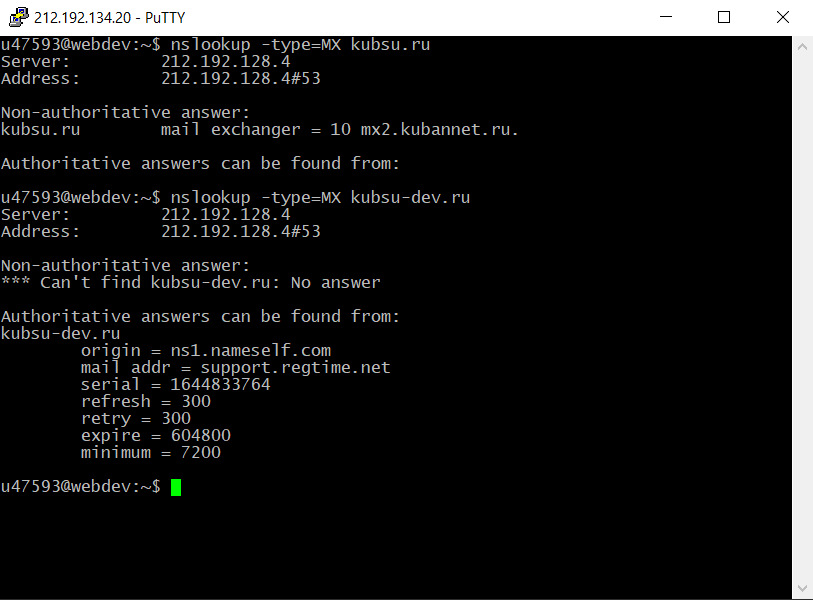 212.192.134.20 - PuTTY
u47593@webdev:~$ nslookup -type=MX kubsu.ru
Server:         212.192.128.4
Address:        212.192.128.4#53
Non-authoritative answer:
kubsu.ru        mail exchanger = 10 mx2.kubannet.ru.
Authoritative answers can be found from:
u47593@webdev:~$ nslookup -type=MX kubsu-dev.ru
Server:         212.192.128.4
Address:        212.192.128.4#53
Non-authoritative answer:
*** Can't find kubsu-dev.ru: No answer
Authoritative answers can be found from:
kubsu-dev.ru
        origin = ns1.nameself.com
        mail addr = support.regtime.net
        serial = 1644833764
        refresh = 300
        retry = 300
        expire = 604800
        minimum = 7200
u47593@webdev:~$